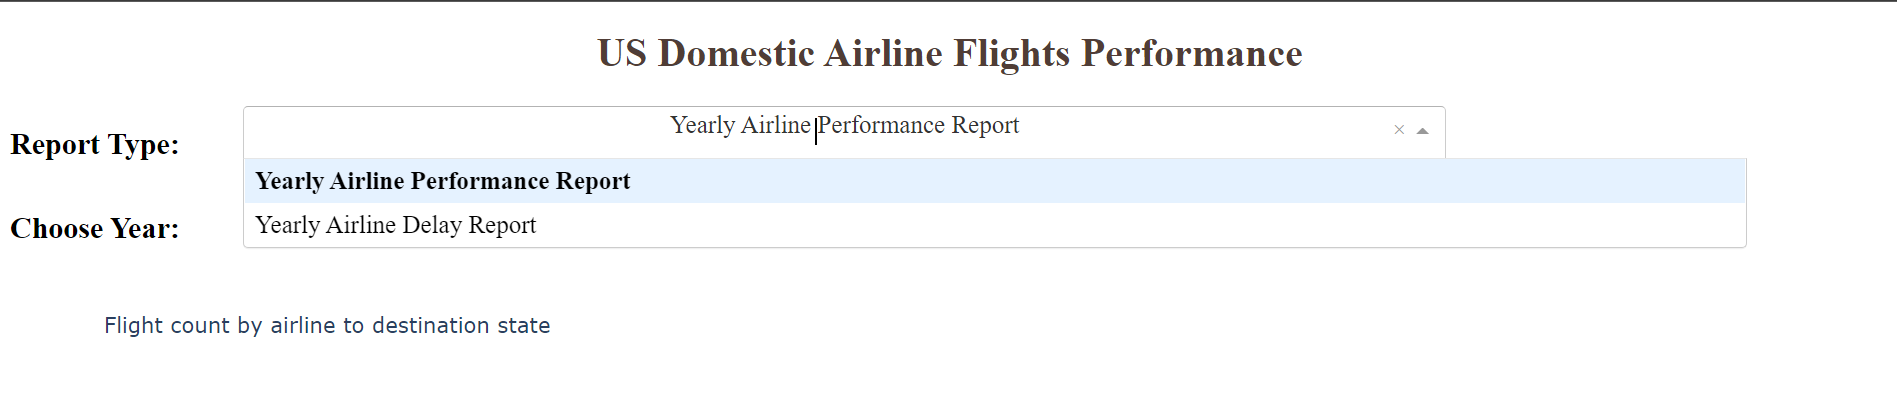 US Domestic Airline Flights Performance
Report Type:
Yearly Airline Performance Report
Yearly Airline Performance Report
Yearly Airline Delay Report
Choose Year:
Flight count by airline to destination state